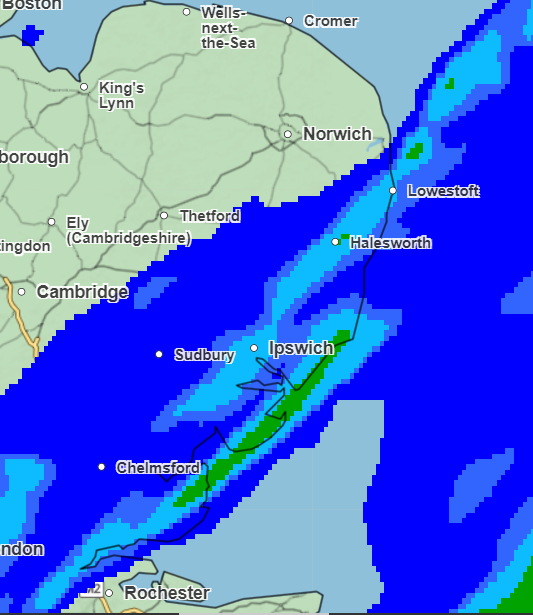 Boston
Wells-
next-
the-Sea
Cromer
King's
Lynn
Norwich
borough
Lowestoft
Thetford
Ely
(Cambridgeshire)
tingdon
Halesworth
Cambridge
Ipswich
Sudbury
Chelmsford
ndon
Rochester